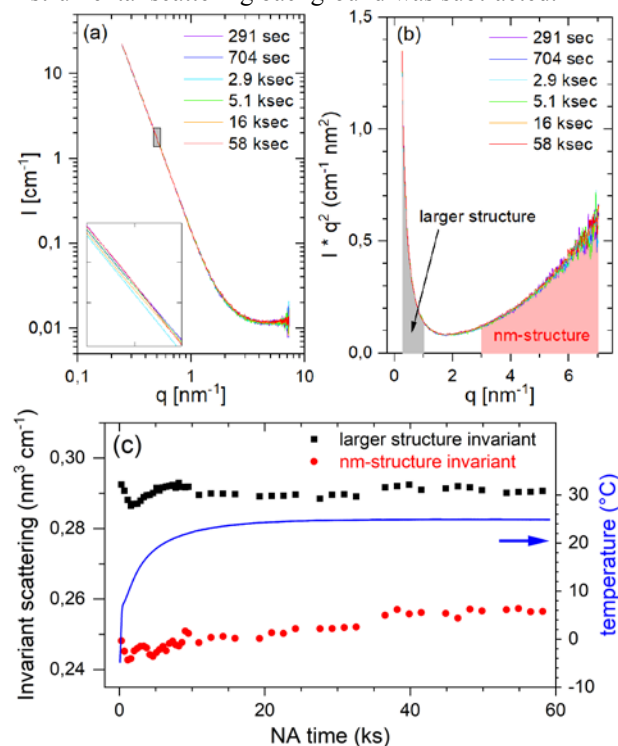 strumental scattering background was subtracted.
(a)
291 sec
704 sec
2.9 ksec
5.1 ksec
16 ksec
58 ksec
I [cm⁻¹]
10
1
0,1
0,01
0,1
1
10
q [nm⁻¹]
(b)
291 sec
704 sec
2.9 ksec
5.1 ksec
16 ksec
58 ksec
I * q² (cm⁻¹ nm²)
1,5
1,0
0,5
0,0
larger structure
nm-structure
0
2
4
6
q [nm⁻¹]
(c)
larger structure invariant
nm-structure invariant
Invariant scattering (nm³ cm⁻¹)
0,30
0,28
0,26
0,24
30
20
10
0
-10
temperature (°C)
0
20
40
60
NA time (ks)